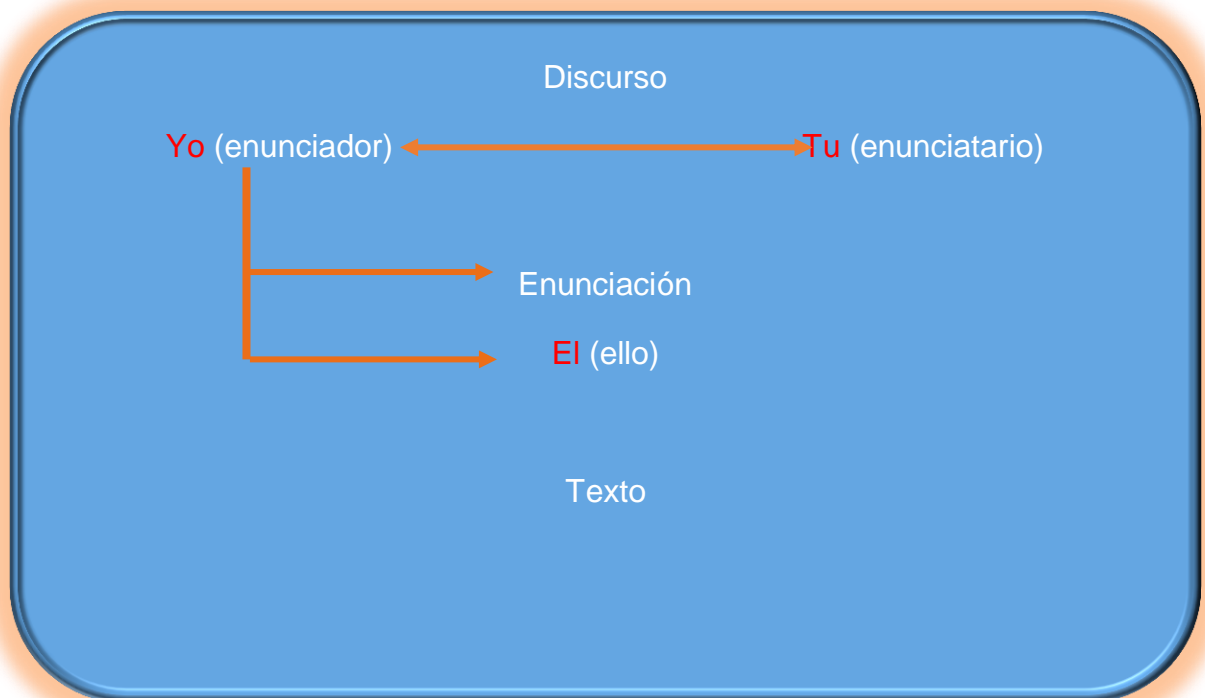 Discurso
Yo (enunciador) Tu (enunciatario)
Enunciación
El (ello)
Texto